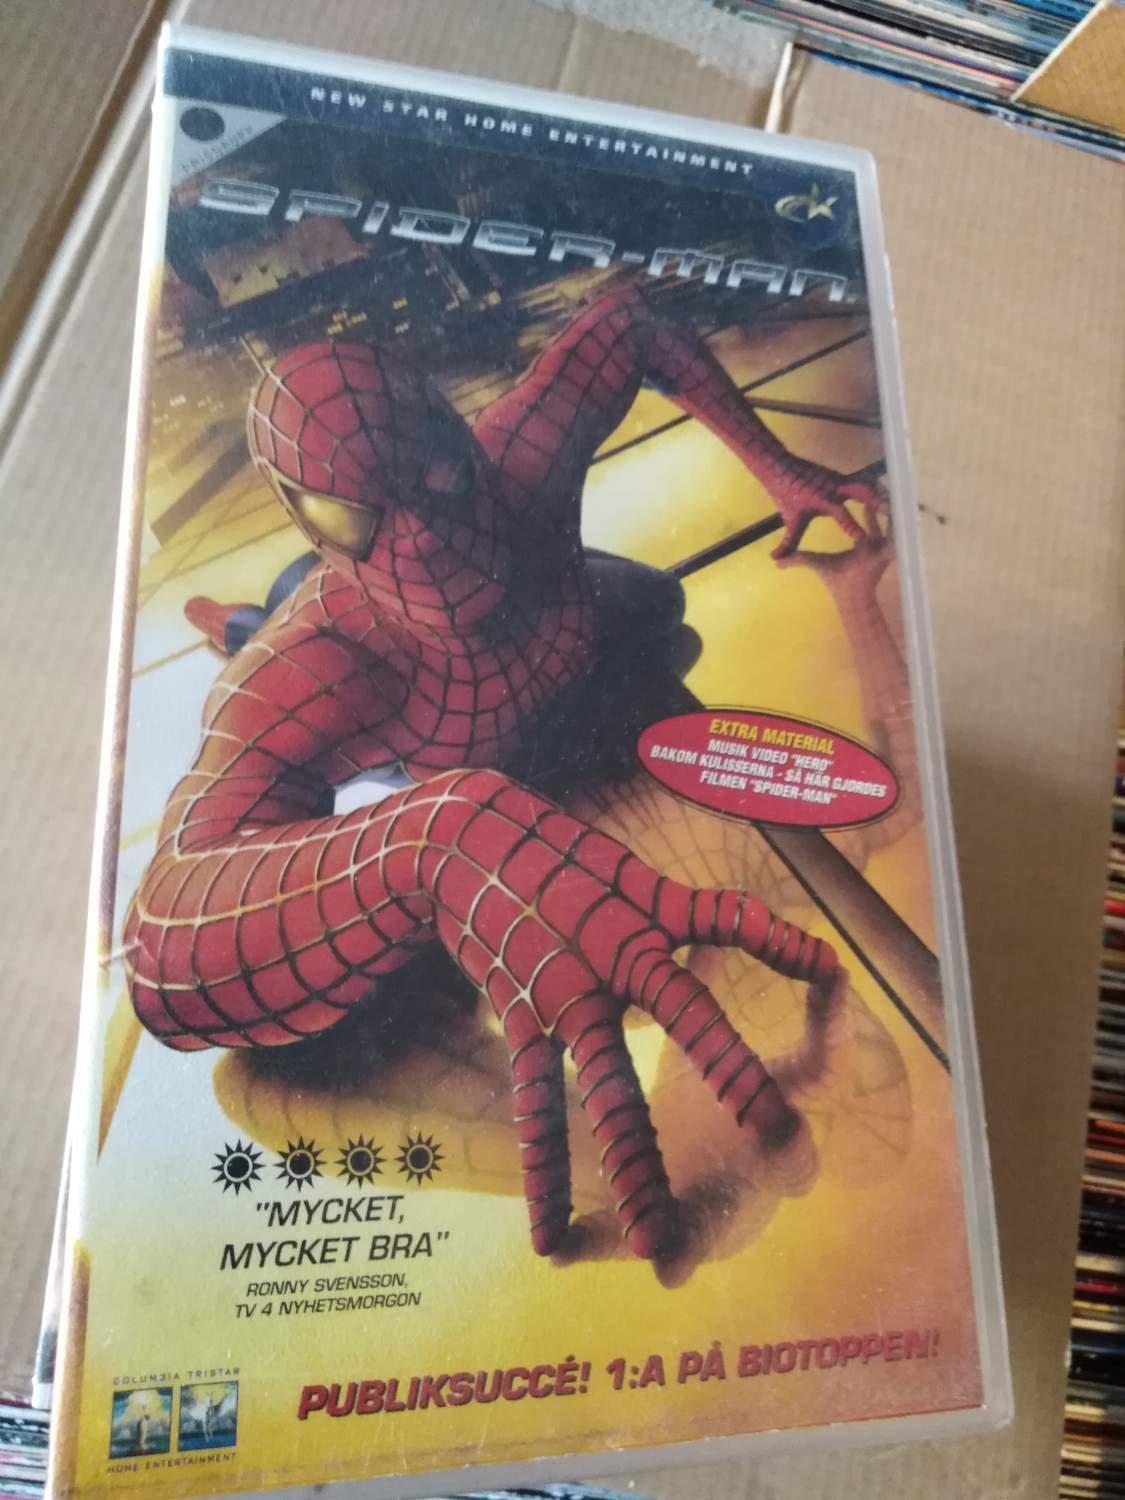 NEW STAR HOME ENTERTAINMENT
PRISGRUPP
SPIDER-MAN
EXTRA MATERIAL
MUSIK VIDEO "HERO"
BAKOM KULISSERNA - SÅ HÄR GJORDES
FILMEN "SPIDER-MAN"
"MYCKET,
MYCKET BRA"
RONNY SVENSSON,
TV 4 NYHETSMORGON
PUBLIKSUCCÉ! 1:A PÅ BIOTOPPEN!
COLUMBIA TRISTAR
HOME ENTERTAINMENT